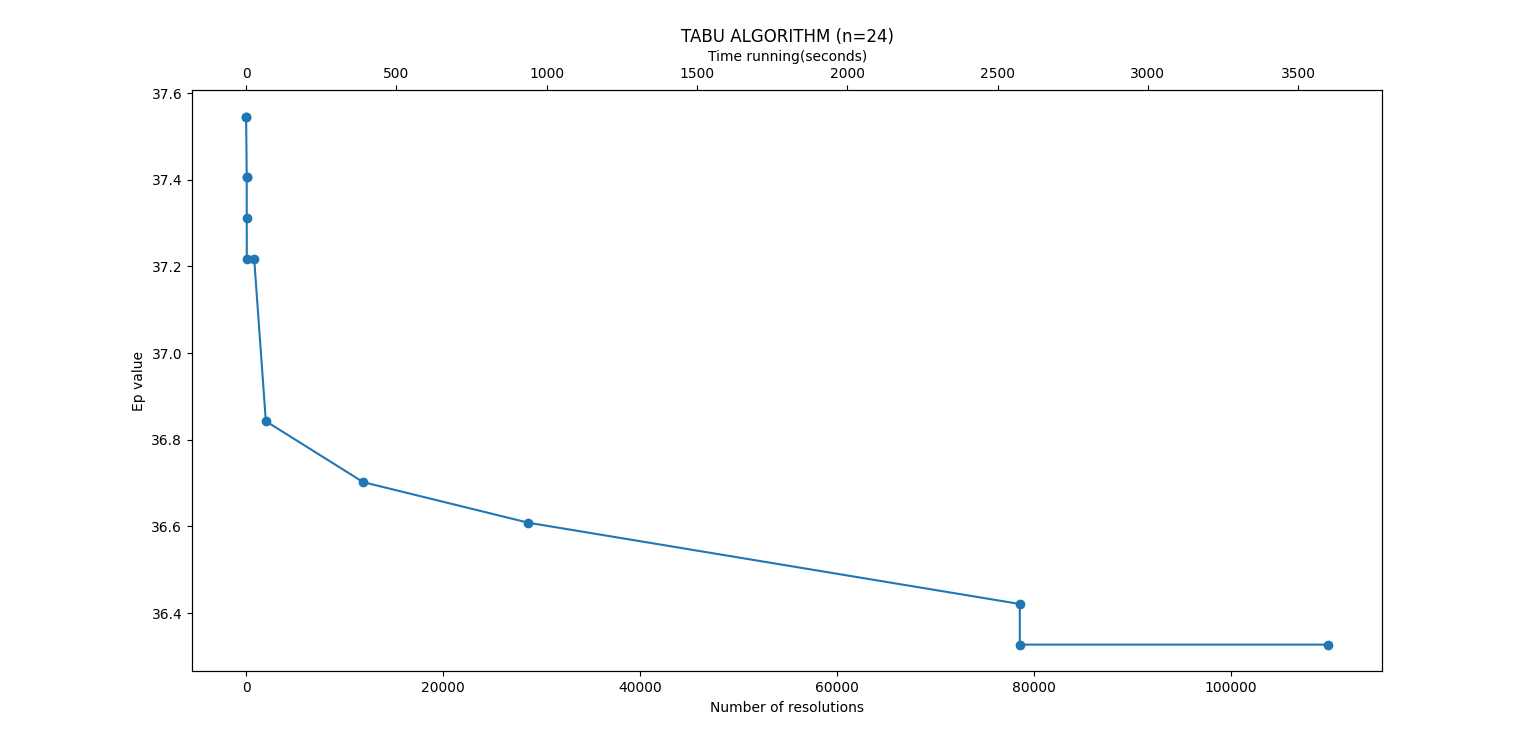 TABU ALGORITHM (n=24)
Time running(seconds)
0 500 1000 1500 2000 2500 3000 3500
37.6
37.4
37.2
37.0
36.8
36.6
36.4
Ep value
0 20000 40000 60000 80000 100000
Number of resolutions